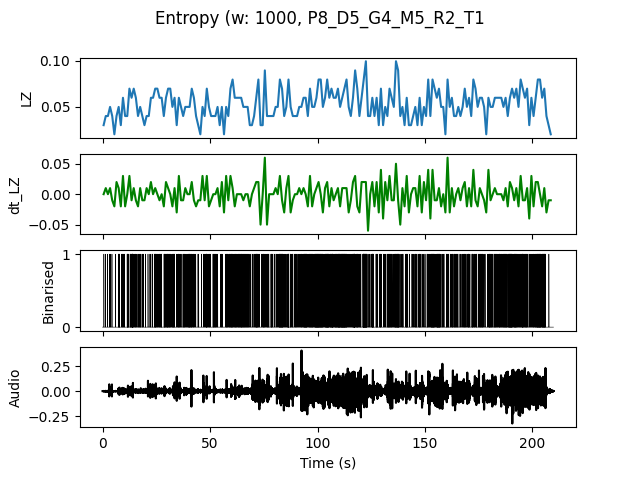 Entropy (w: 1000, P8_D5_G4_M5_R2_T1
0.10
0.05
LZ
0.05
0.00
−0.05
dt_LZ
1
0
Binarised
0.25
0.00
−0.25
Audio
0 50 100 150 200
Time (s)